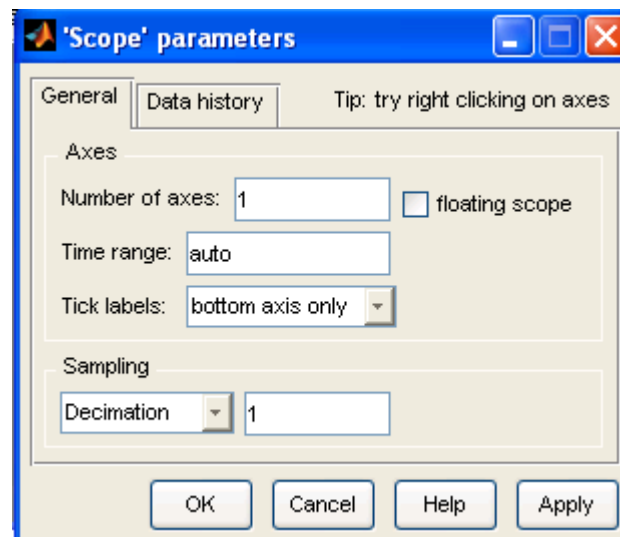 'Scope' parameters
General Data history Tip: try right clicking on axes
Axes
Number of axes: 1 floating scope
Time range: auto
Tick labels: bottom axis only
Sampling
Decimation 1
OK Cancel Help Apply